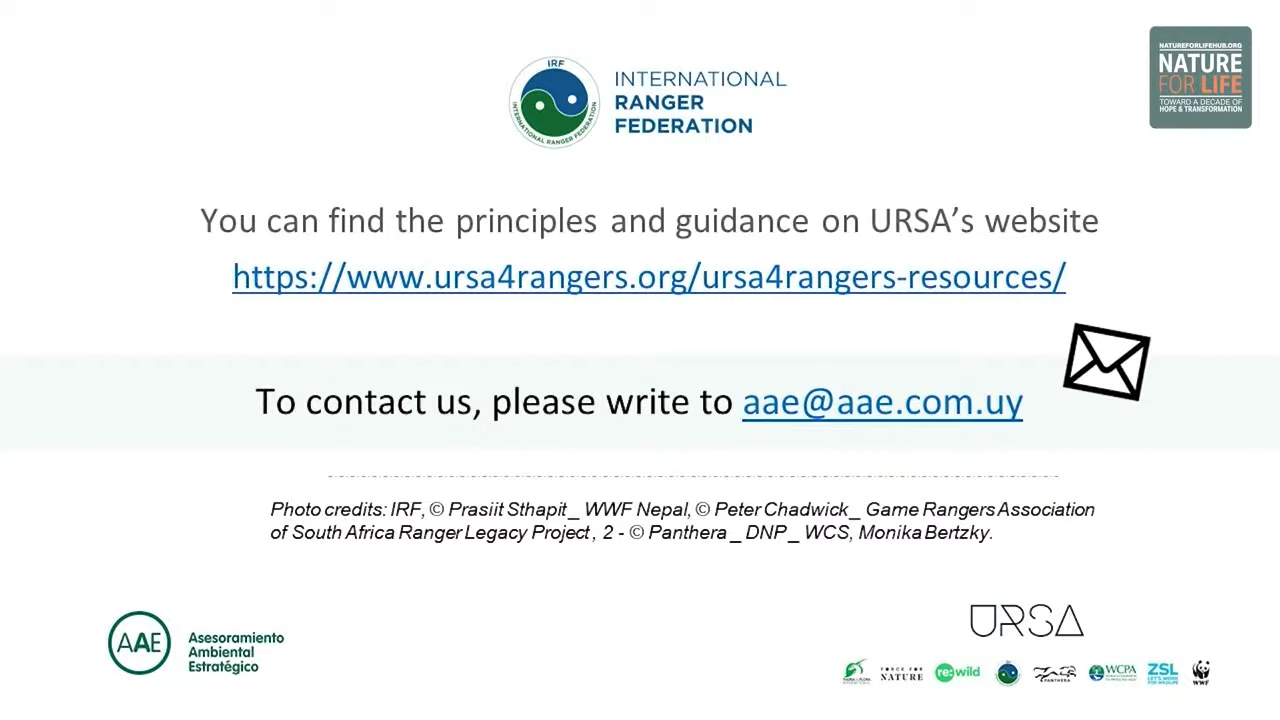 IRF
INTERNATIONAL RANGER FEDERATION
INTERNATIONAL
RANGER
FEDERATION
NATUREFORLIFEHUB.ORG
NATURE
FOR LIFE
TOWARD A DECADE OF
HOPE & TRANSFORMATION
You can find the principles and guidance on URSA’s website
https://www.ursa4rangers.org/ursa4rangers-resources/
To contact us, please write to aae@aae.com.uy
Photo credits: IRF, © Prasiit Sthapit _ WWF Nepal, © Peter Chadwick _ Game Rangers Association
of South Africa Ranger Legacy Project , 2 - © Panthera _ DNP _ WCS, Monika Bertzky.
AAE
Asesoramiento
Ambiental
Estratégico
URSA
FORCE FOR
NATURE
re:wild
PANTHERA
WCPA
ZSL
LET'S WORK
FOR WILDLIFE
WWF